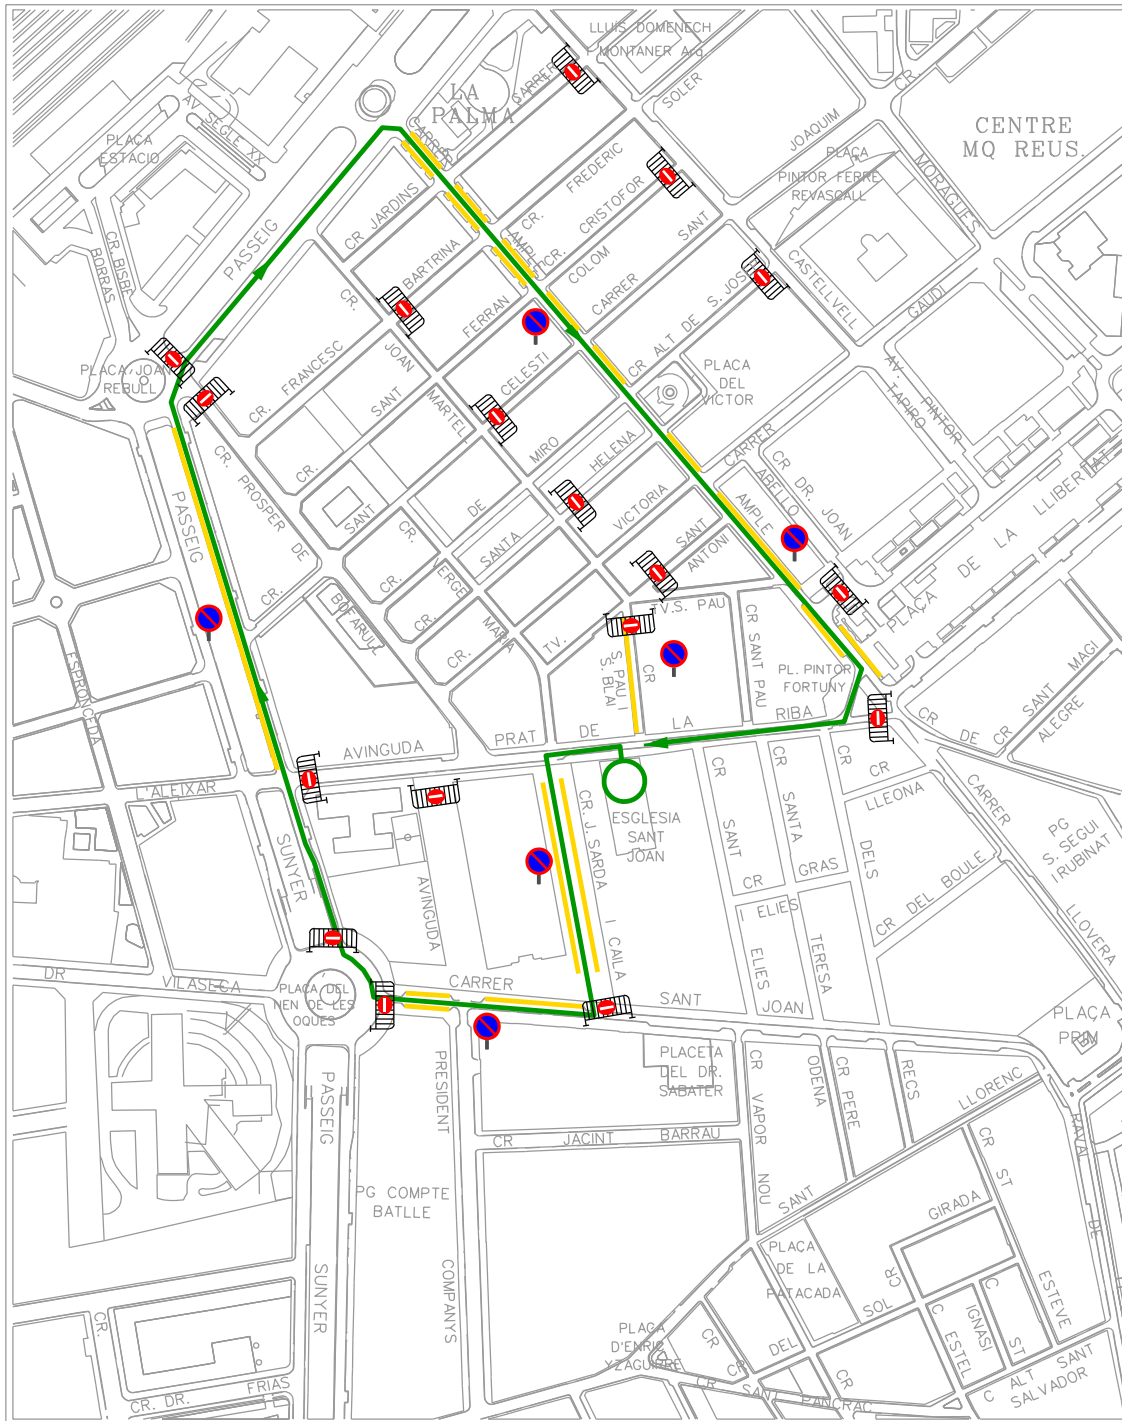 LLUIS DOMENECH
I MONTANER Arq
CARRER
LA
PALMA
SOLER
CR.
AV. SEGLE XX
PLAÇA
ESTACIO
CARRER
FREDERIC
JOAQUIM
CENTRE
MQ REUS.
PLAÇA
PINTOR FERRE
REVASCALL
MORAGUES
CR JARDINS
PASSEIG
CR. BISBE
BORRAS
CR.
CRISTOFOR
SANT
AMPLE
CR.
COLOM
CARRER
CASTELLVELL
GAUDI
BARTRINA
CR.
FERRAN
CR ALT DE S. JOSEP
PLAÇA JOAN
REBULL
CR. FRANCESC
SANT
JOAN
MARTEL
CELESTI
PLAÇA
DEL
VICTOR
AV. PINTOR
TAPIRO
CR.
MIRO
HELENA
CARRER
CR DR. JOAN
ABELLO
AMPLE
PLAÇA DE LA LLIBERTAT
CR. PROSPER DE
PASSEIG
SANT
CR.
DE
SANTA
VICTORIA
SANT
ANTONI
CR.
BOFARULL
CR.
ERGE
CR.
MARIA
CR.
TV.
TV.S. PAU
S. PAU I
S. BLAI
CR
CR SANT PAU
PL. PINTOR
FORTUNY
ESPRONCEDA
AVINGUDA
PRAT
DE
LA
RIBA
CR
DE
CR
SANT MAGI
ALEGRE
L'ALEIXAR
SUNYER
AVINGUDA
CR. J. SARDA
I
CAILA
ESGLESIA
SANT
JOAN
CR
SANT
SANTA
CR
CR
LLEONA
DELS
CARRER
PG
S. SEGUI
I RUBINAT
GRAS
CR
I ELIES
CR DEL BOULE
LLOVERA
DR
VILASECA
PLAÇA DEL
NEN DE LES
OQUES
CARRER
SANT
ELIES
TERESA
JOAN
PLAÇA
PRIM
PASSEIG
PRESIDENT
PLACETA
DEL DR.
SABATER
CR VAPOR
NOU
ODENA
CR PERE
RECS
LLORENC
SANT
RAVAL
DE
CR
JACINT
BARRAU
PG COMPTE
BATLLE
COMPANYS
SUNYER
CR
ST
ESTEVE
GIRADA
CR
PLAÇA
DE LA
PATACADA
SOL
DEL
CR
CR
CR
C
ESTEL
C
IGNASI
ST
PLAÇA
D'ENRIC
YZAGUIRRE
CR
SANT
PANCRAC
C
ALT
SANT
SALVADOR
CR.
CR. DR.
FRIAS